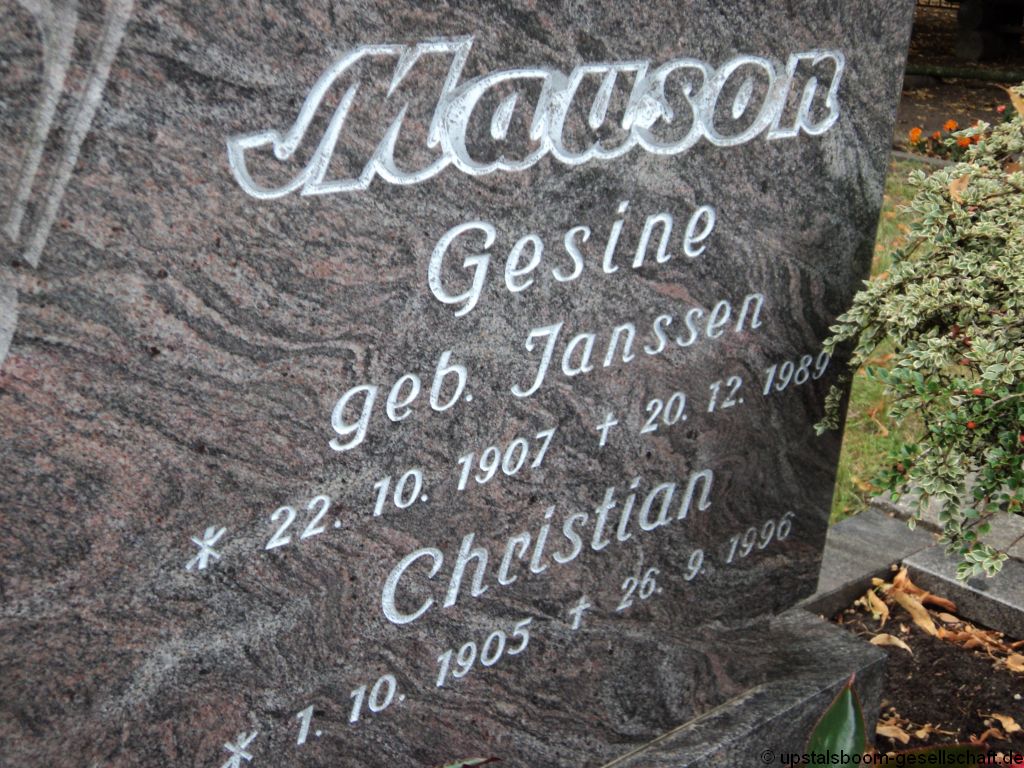 Mauson
Gesine
geb. Janssen
* 22. 10. 1907 † 20. 12. 1989
Christian
* 1. 10. 1905 † 26. 9. 1996
© upstalsboom-gesellschaft.de